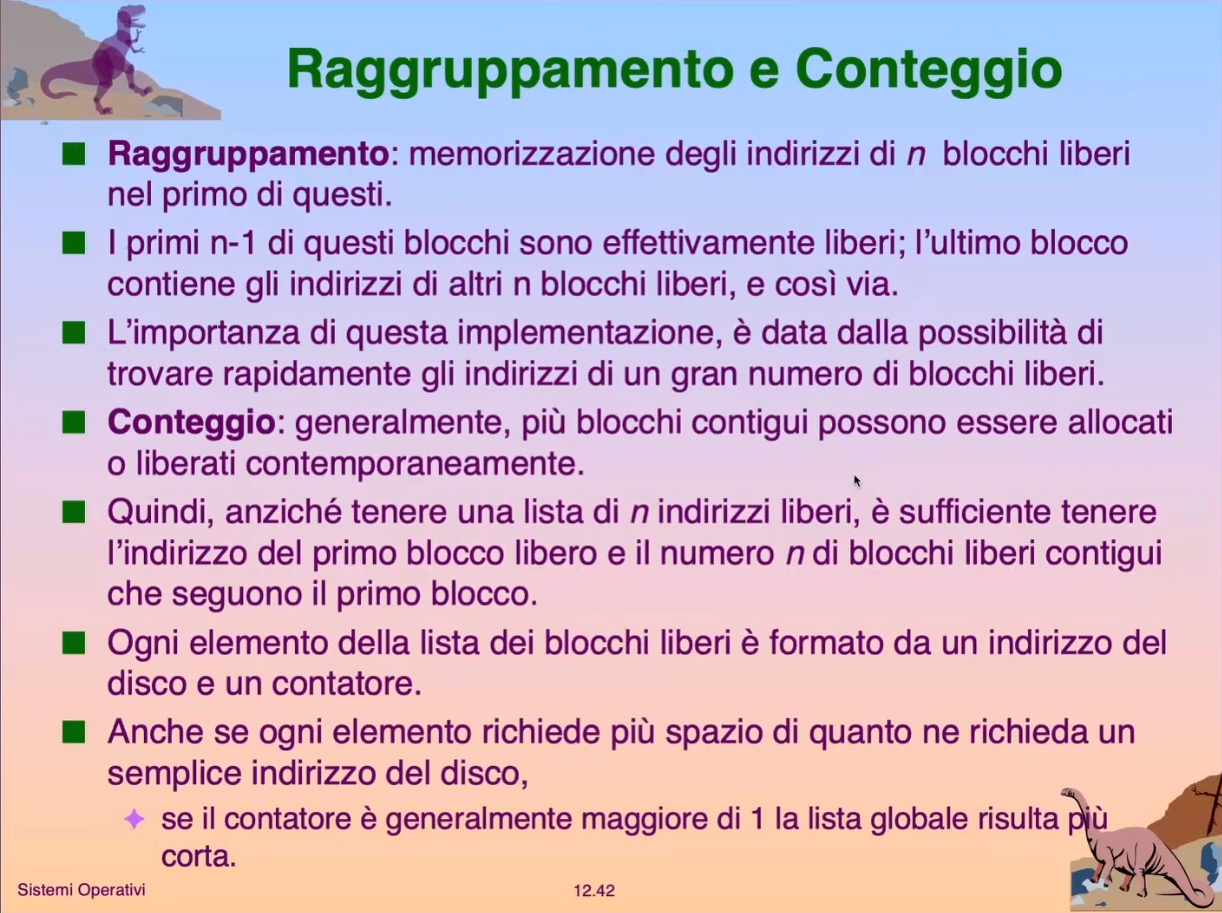 Raggruppamento e Conteggio
Raggruppamento: memorizzazione degli indirizzi di n blocchi liberi
nel primo di questi.
I primi n-1 di questi blocchi sono effettivamente liberi; l'ultimo blocco
contiene gli indirizzi di altri n blocchi liberi, e così via.
L'importanza di questa implementazione, è data dalla possibilità di
trovare rapidamente gli indirizzi di un gran numero di blocchi liberi.
Conteggio: generalmente, più blocchi contigui possono essere allocati
o liberati contemporaneamente.
Quindi, anziché tenere una lista di n indirizzi liberi, è sufficiente tenere
l'indirizzo del primo blocco libero e il numero n di blocchi liberi contigui
che seguono il primo blocco.
Ogni elemento della lista dei blocchi liberi è formato da un indirizzo del
disco e un contatore.
Anche se ogni elemento richiede più spazio di quanto ne richieda un
semplice indirizzo del disco,
se il contatore è generalmente maggiore di 1 la lista globale risulta più
corta.
Sistemi Operativi
12.42